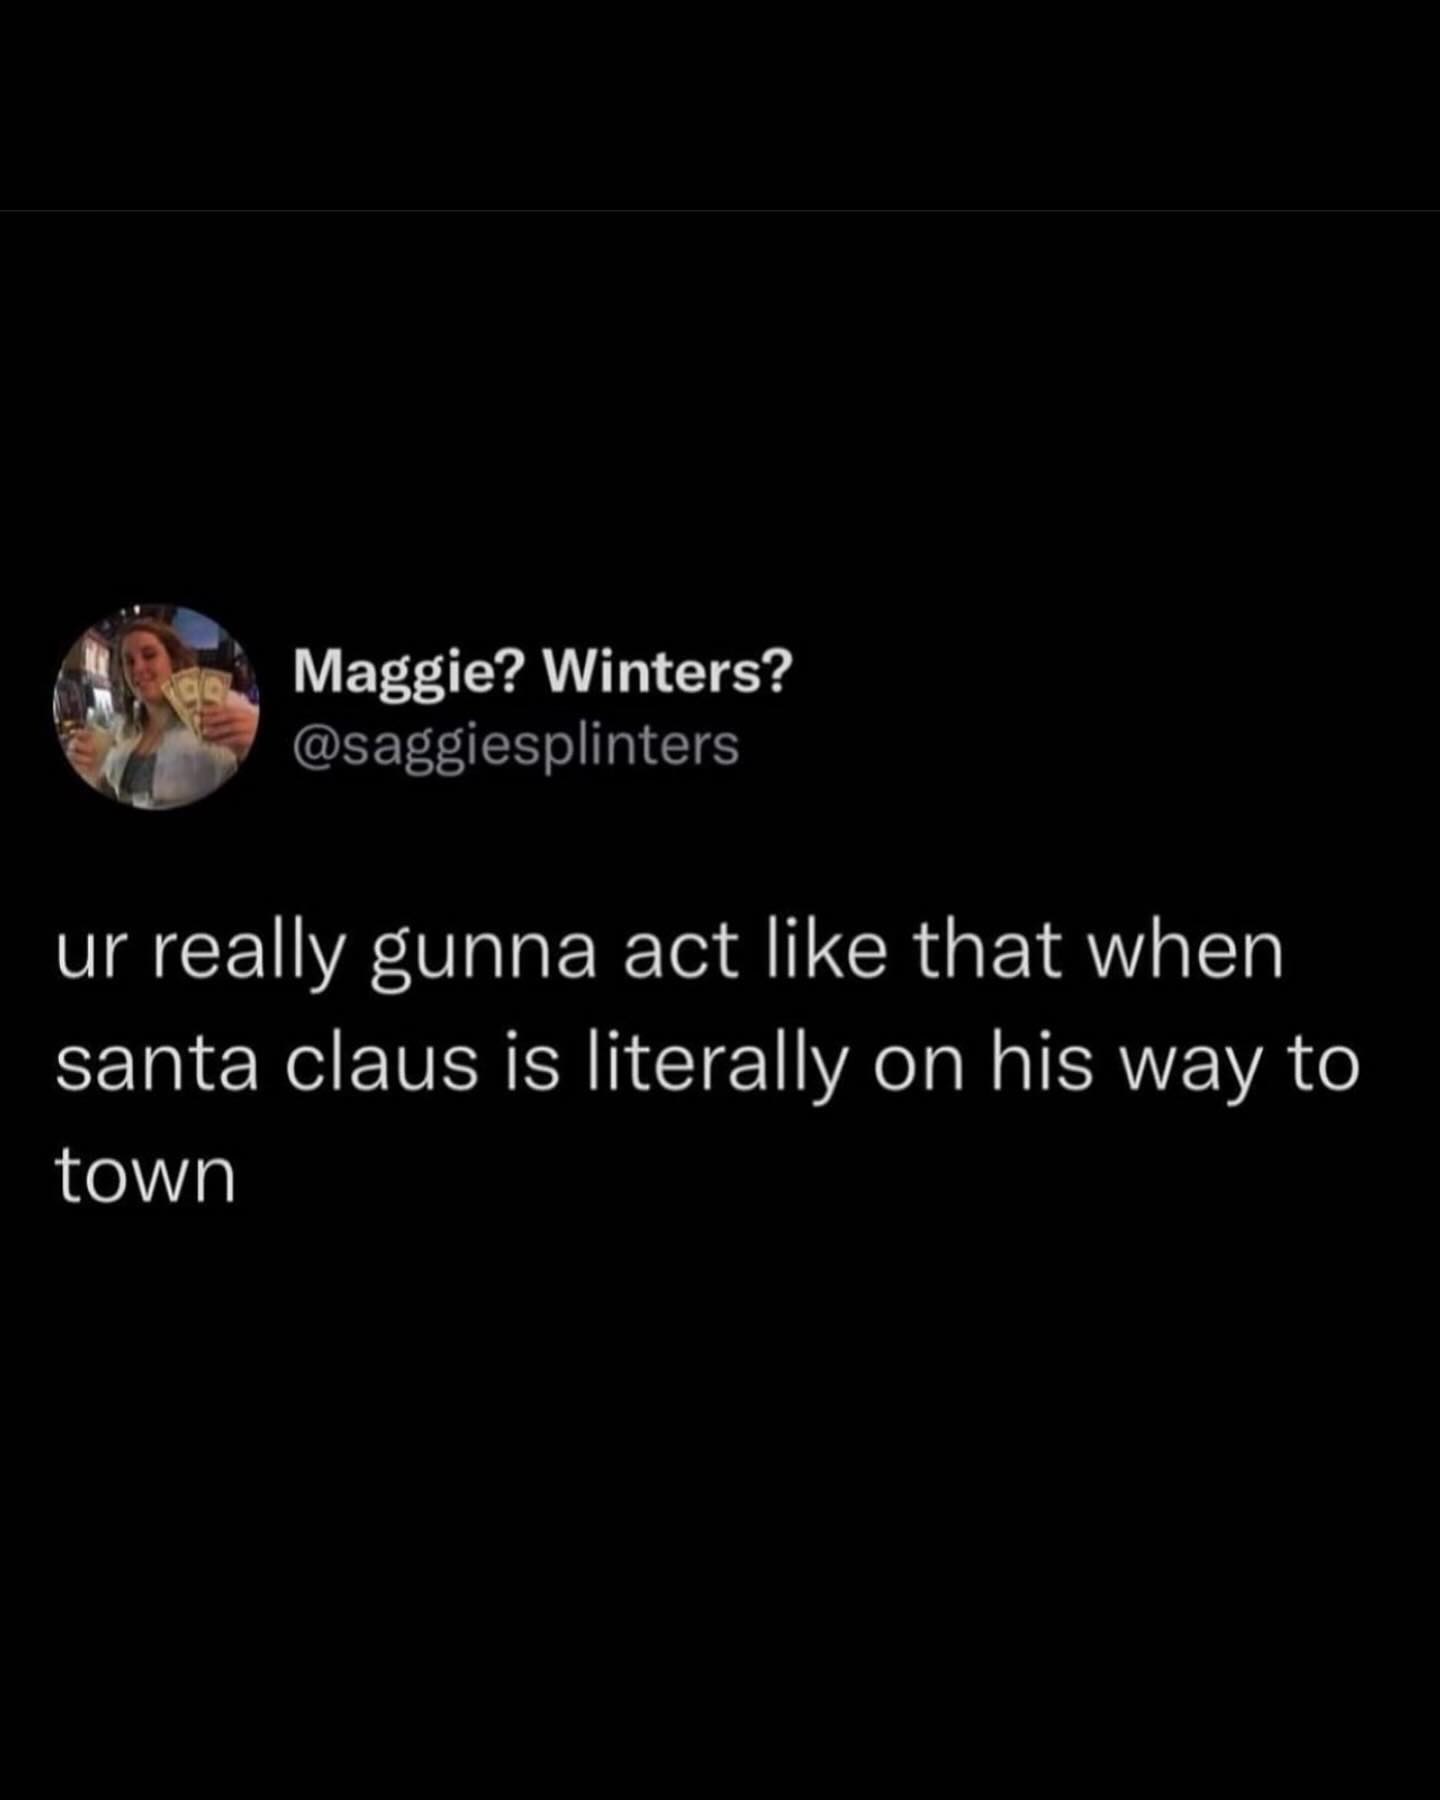 Maggie? Winters?
@saggiesplinters
ur really gunna act like that when
santa claus is literally on his way to
town